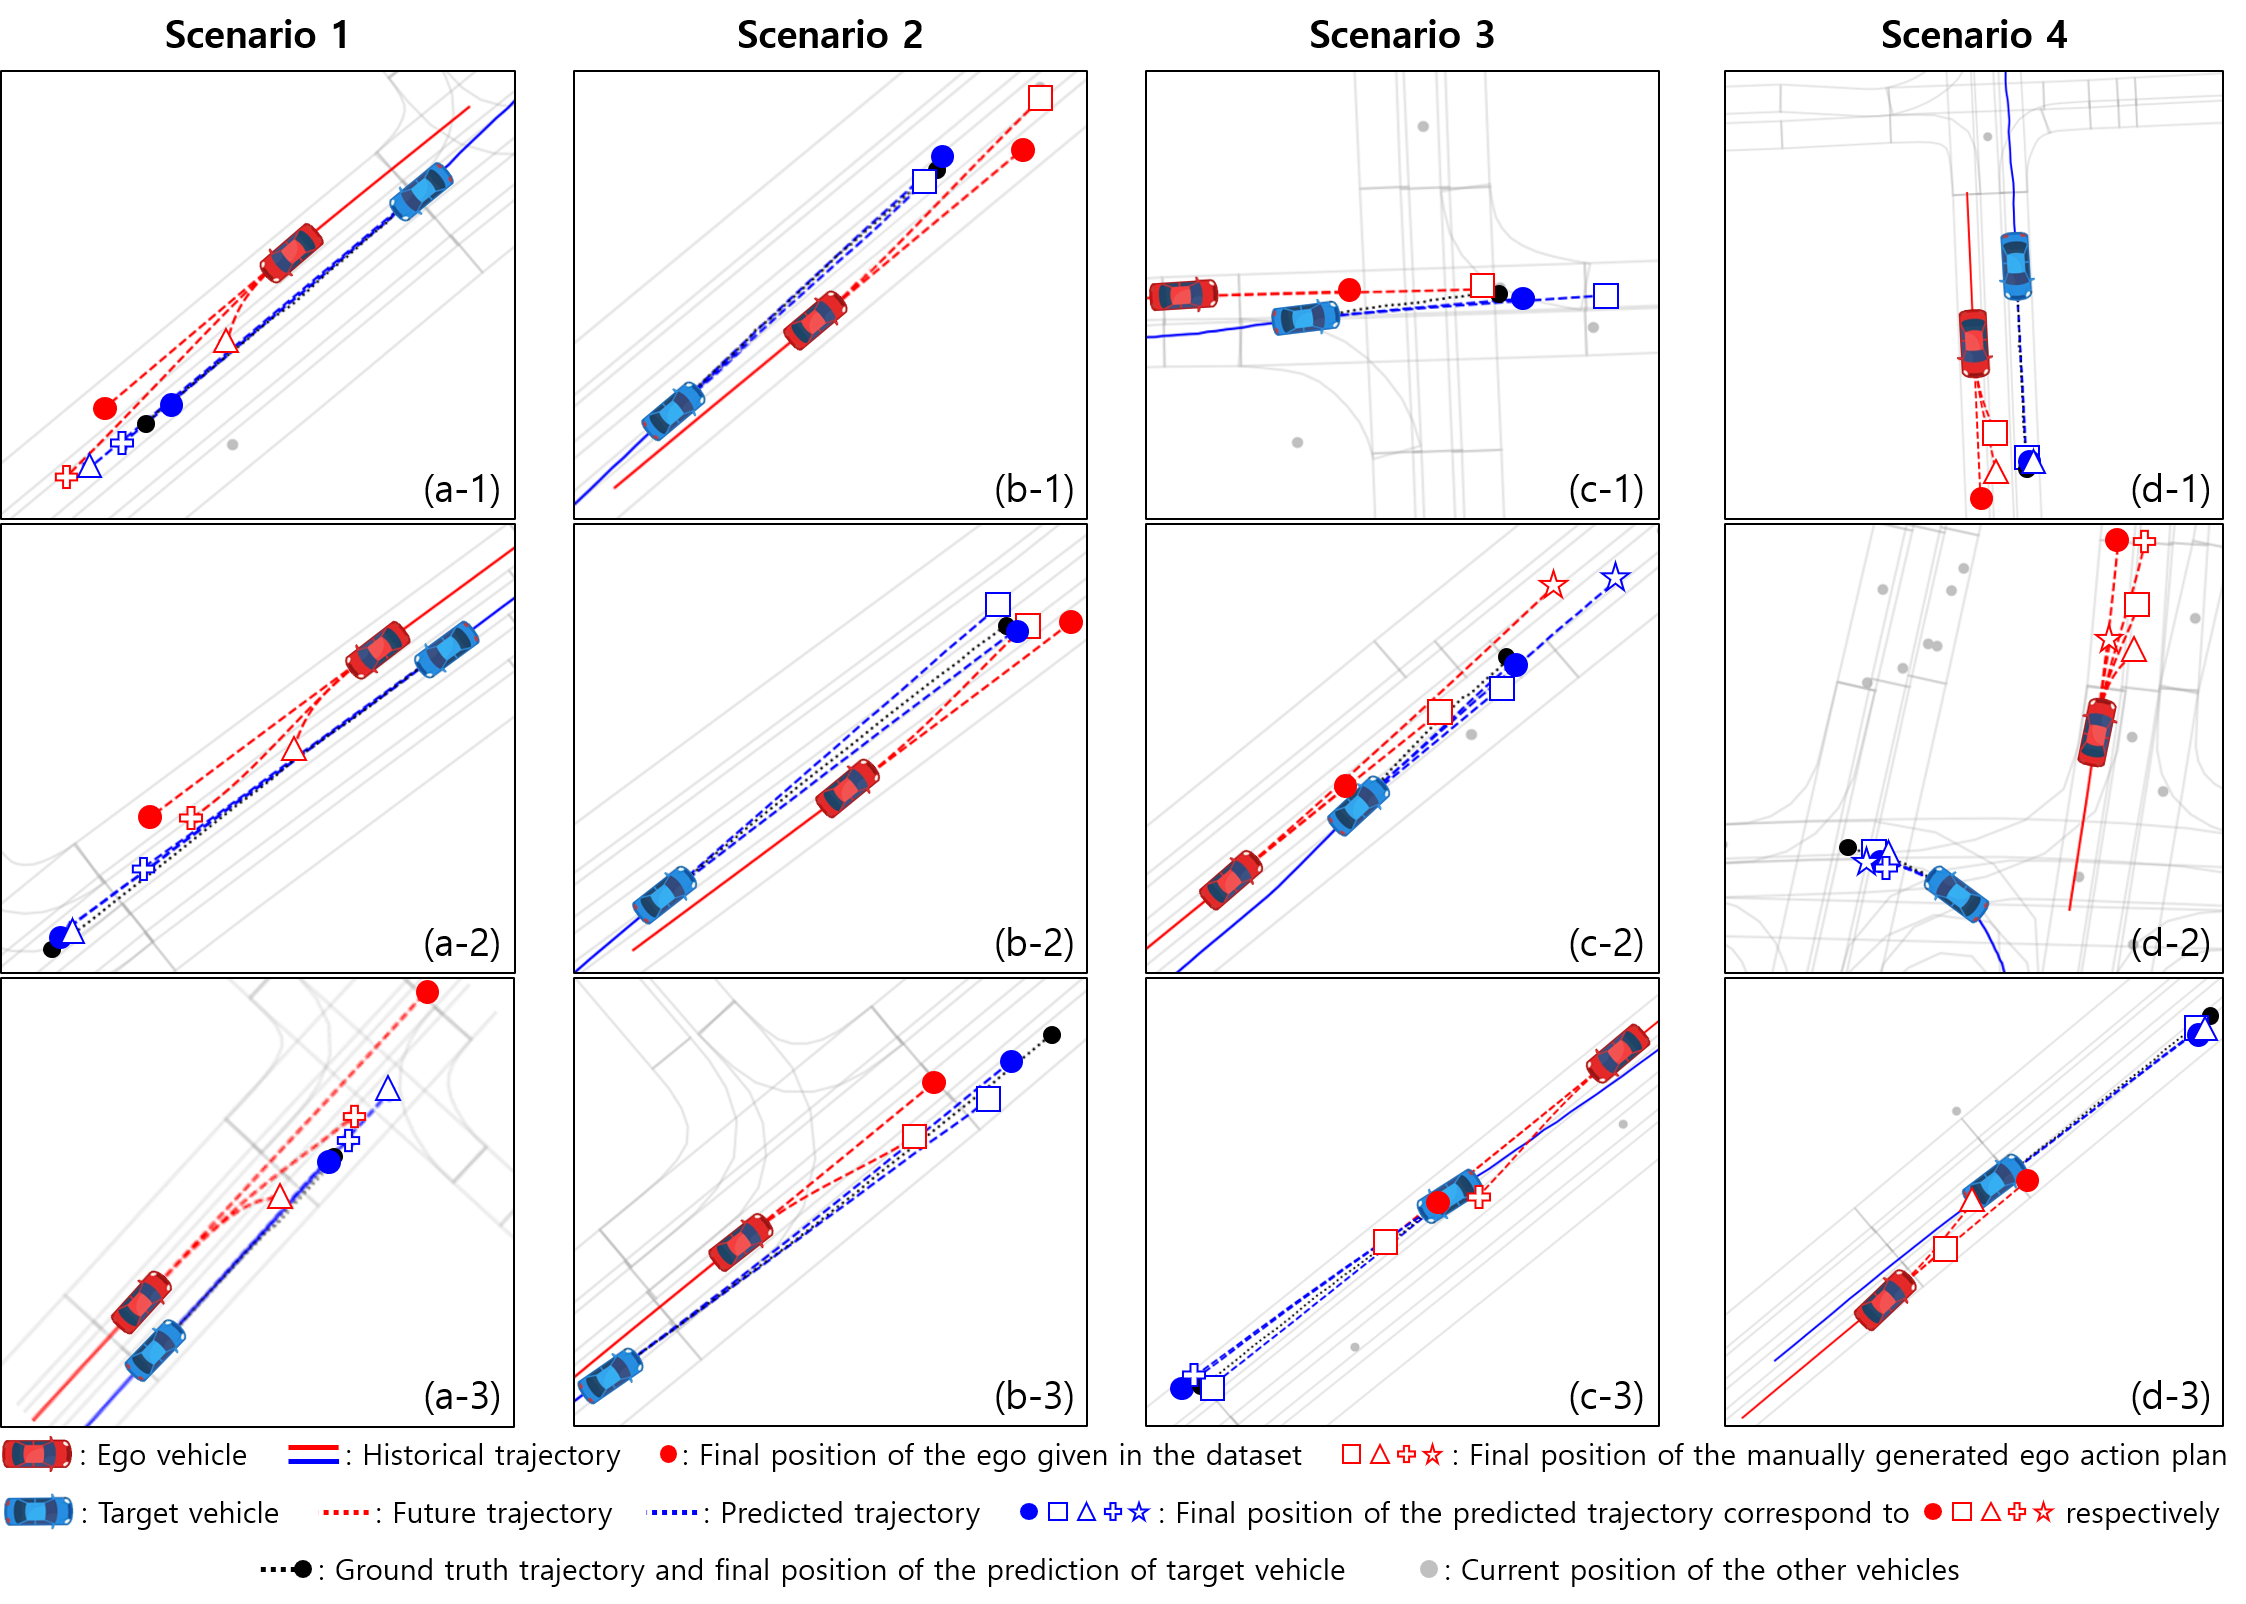 Scenario 1
Scenario 2
Scenario 3
Scenario 4
(a-1)
(b-1)
(c-1)
(d-1)
(a-2)
(b-2)
(c-2)
(d-2)
(a-3)
(b-3)
(c-3)
(d-3)
: Ego vehicle : Historical trajectory : Final position of the ego given in the dataset : Final position of the manually generated ego action plan
: Target vehicle : Future trajectory : Predicted trajectory : Final position of the predicted trajectory correspond to respectively
: Ground truth trajectory and final position of the prediction of target vehicle : Current position of the other vehicles